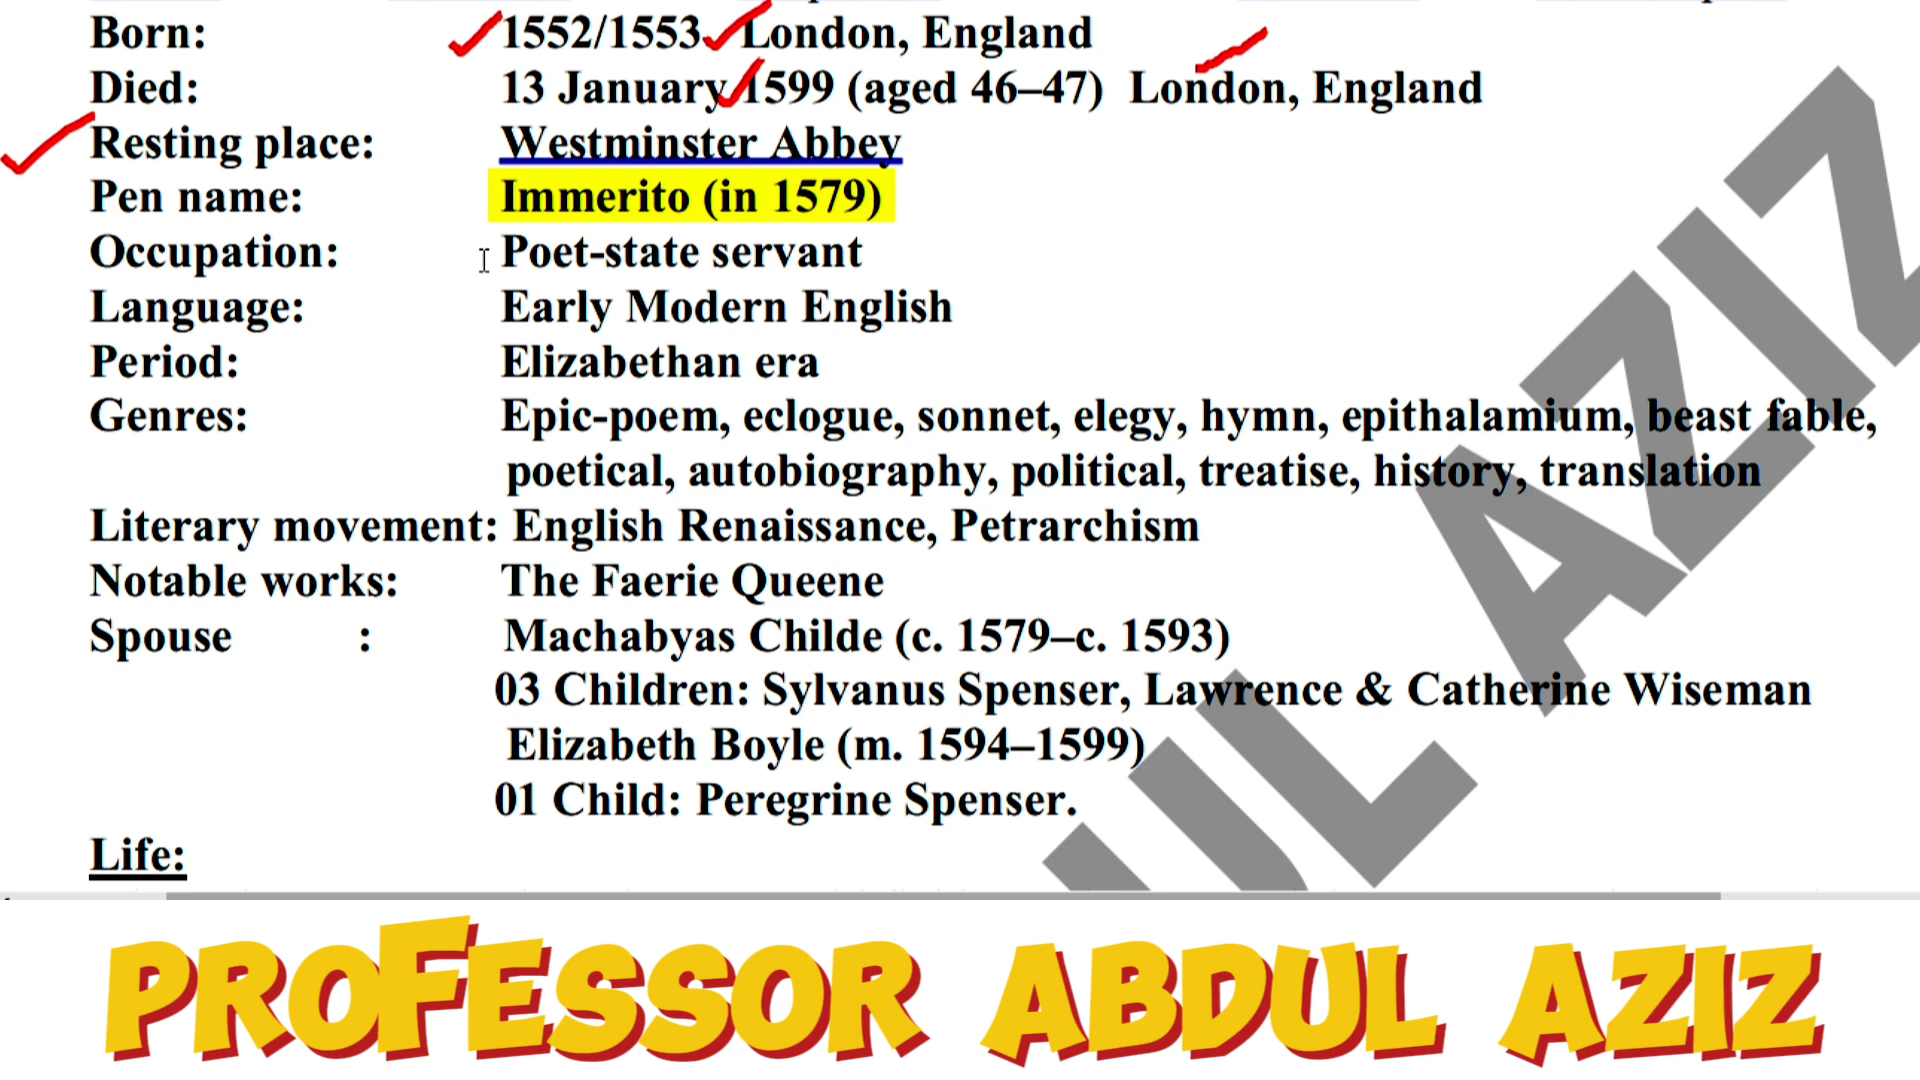 Born: 1552/1553 London, England
Died: 13 January 1599 (aged 46–47) London, England
Resting place: Westminster Abbey
Pen name: Immerito (in 1579)
Occupation: Poet-state servant
Language: Early Modern English
Period: Elizabethan era
Genres: Epic-poem, eclogue, sonnet, elegy, hymn, epithalamium, beast fable,
poetical, autobiography, political, treatise, history, translation
Literary movement: English Renaissance, Petrarchism
Notable works: The Faerie Queene
Spouse : Machabyas Childe (c. 1579–c. 1593)
03 Children: Sylvanus Spenser, Lawrence & Catherine Wiseman
Elizabeth Boyle (m. 1594–1599)
01 Child: Peregrine Spenser.
Life:
UL AZIZ
PROFESSOR ABDUL AZIZ